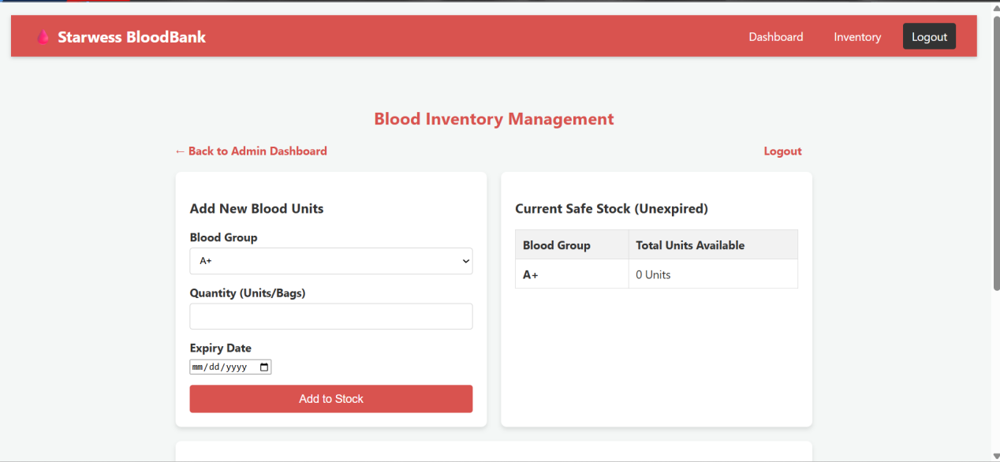 Starwess BloodBank
Dashboard
Inventory
Logout
Blood Inventory Management
← Back to Admin Dashboard
Logout
Add New Blood Units
Blood Group
A+
Quantity (Units/Bags)
Expiry Date
mm/dd/yyyy
Add to Stock
Current Safe Stock (Unexpired)
Blood Group Total Units Available
A+ 0 Units